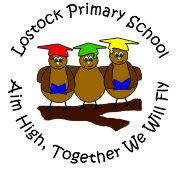 Lostock Primary School
Aim High, Together We Will Fly